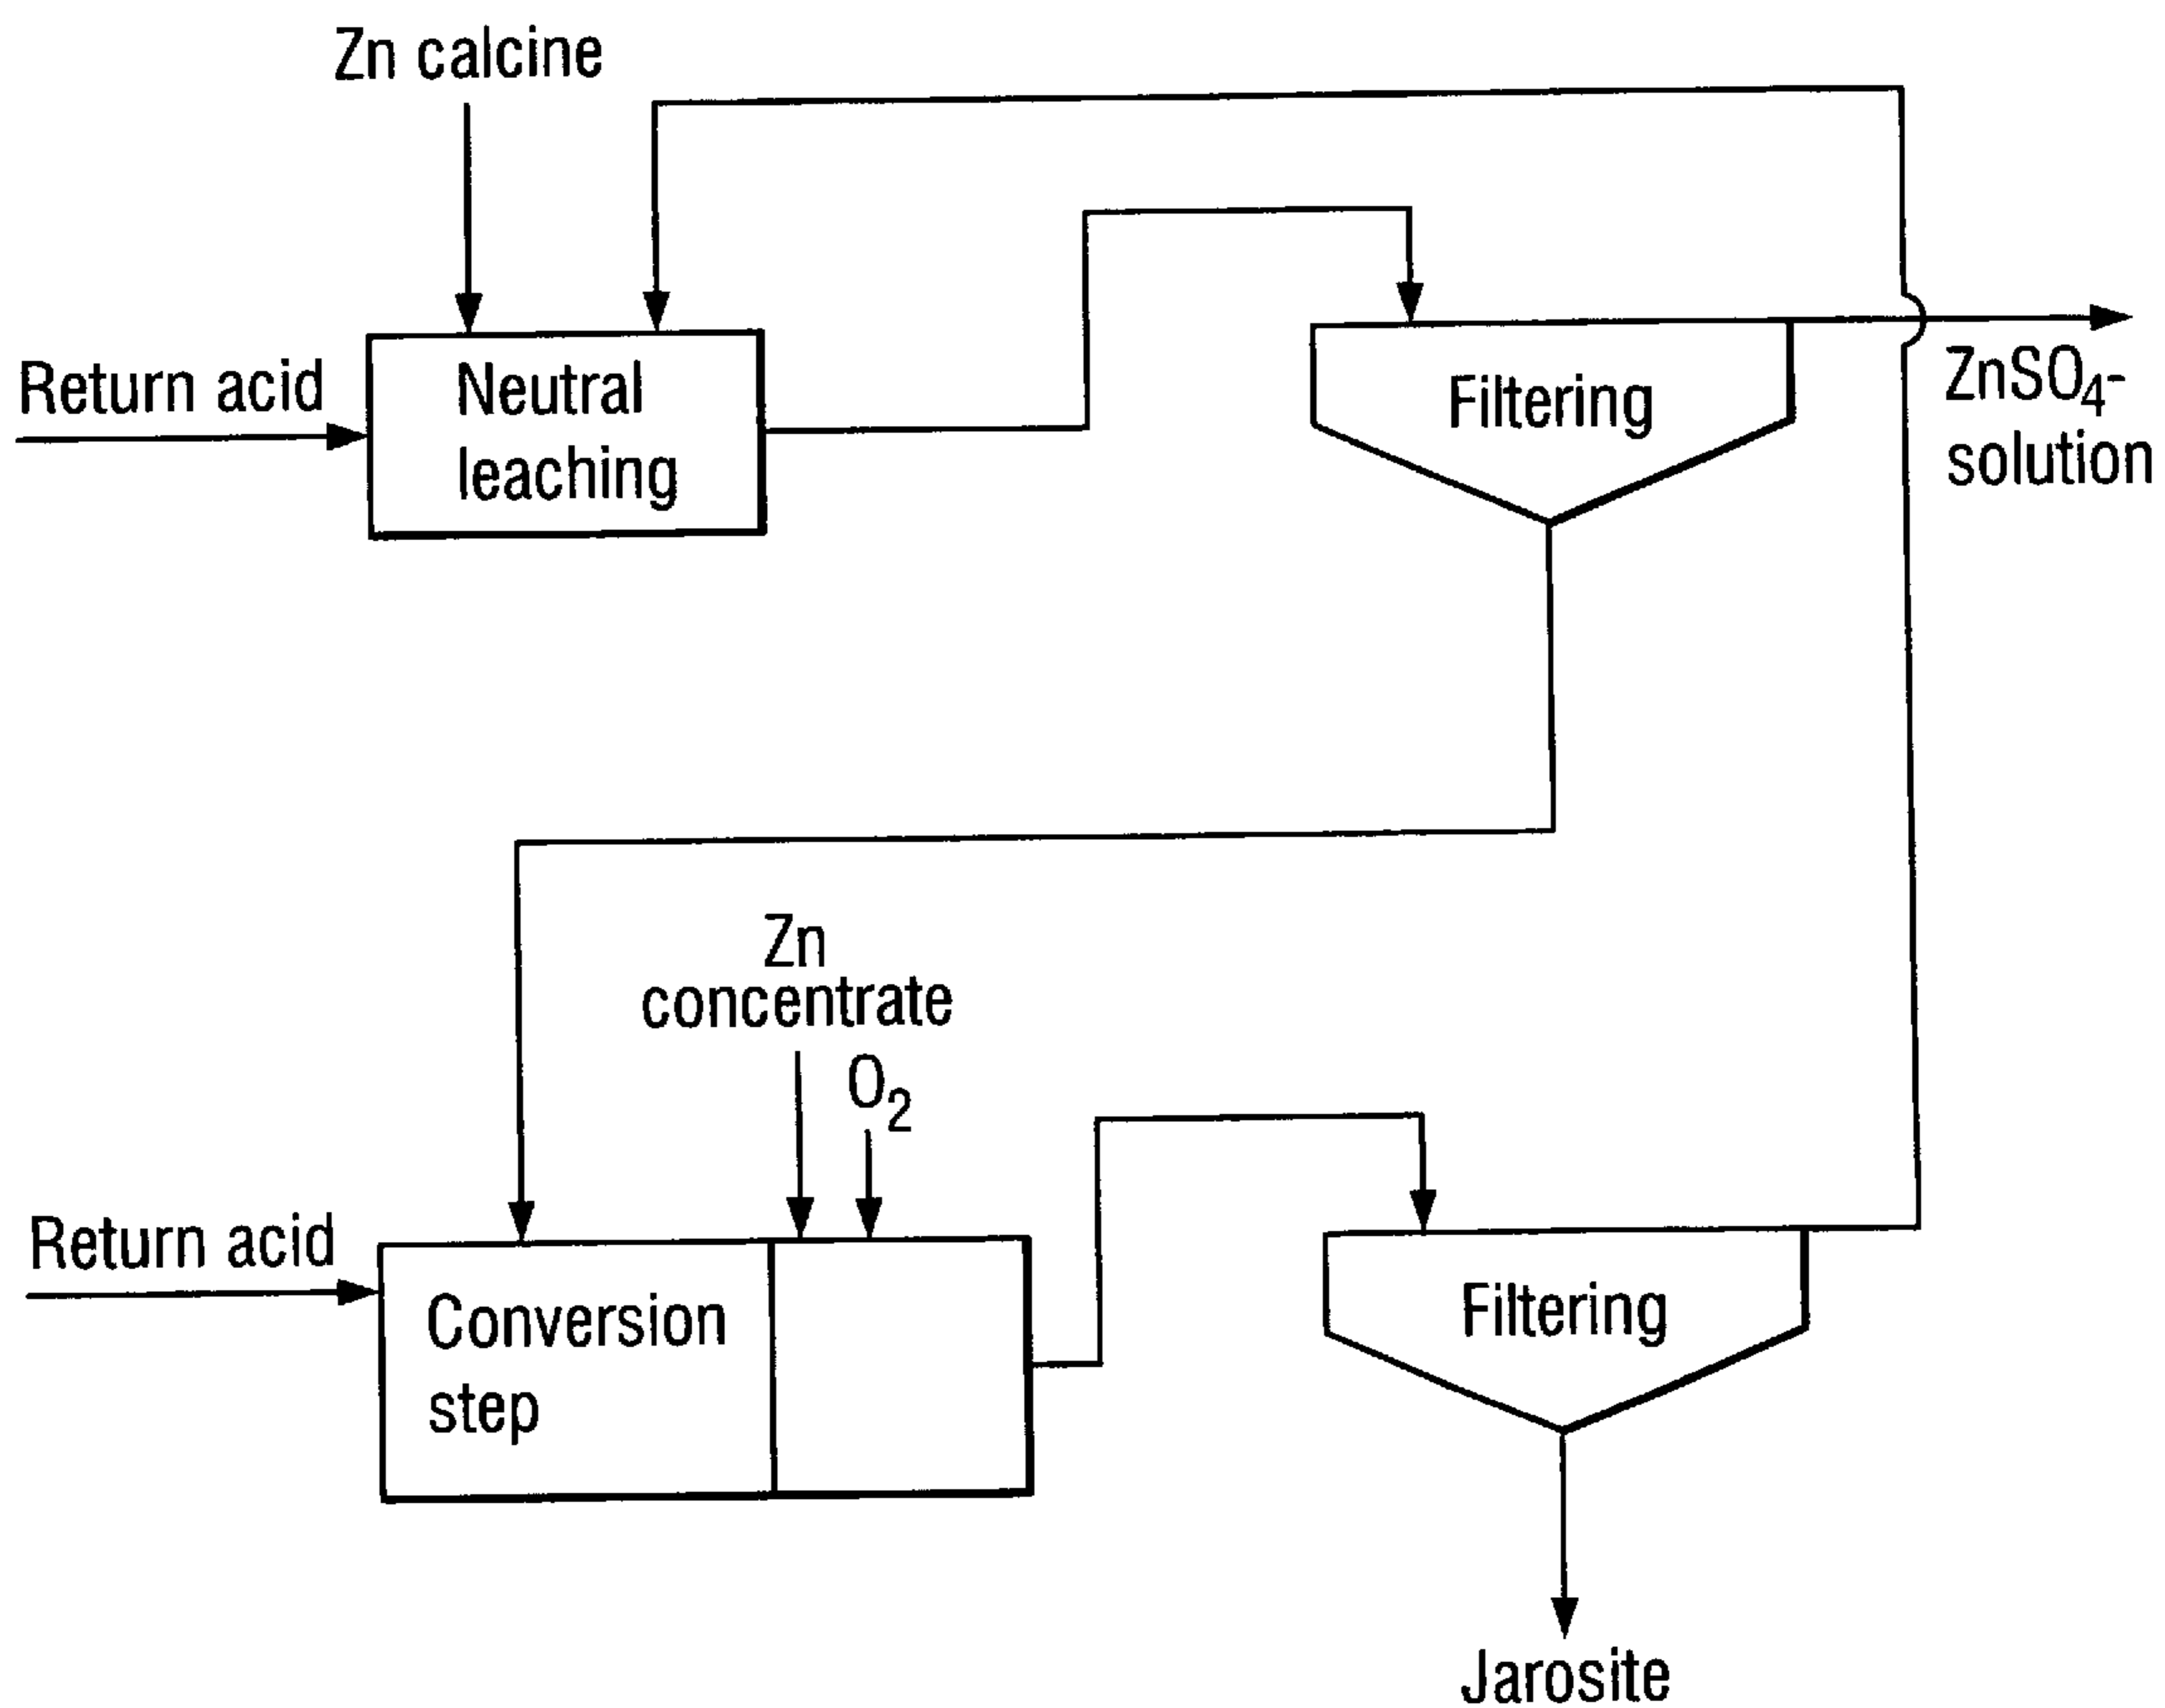 Zn calcine
Return acid
Neutral
leaching
Filtering
ZnSO₄-
solution
Zn
concentrate
O₂
Return acid
Conversion
step
Filtering
Jarosite